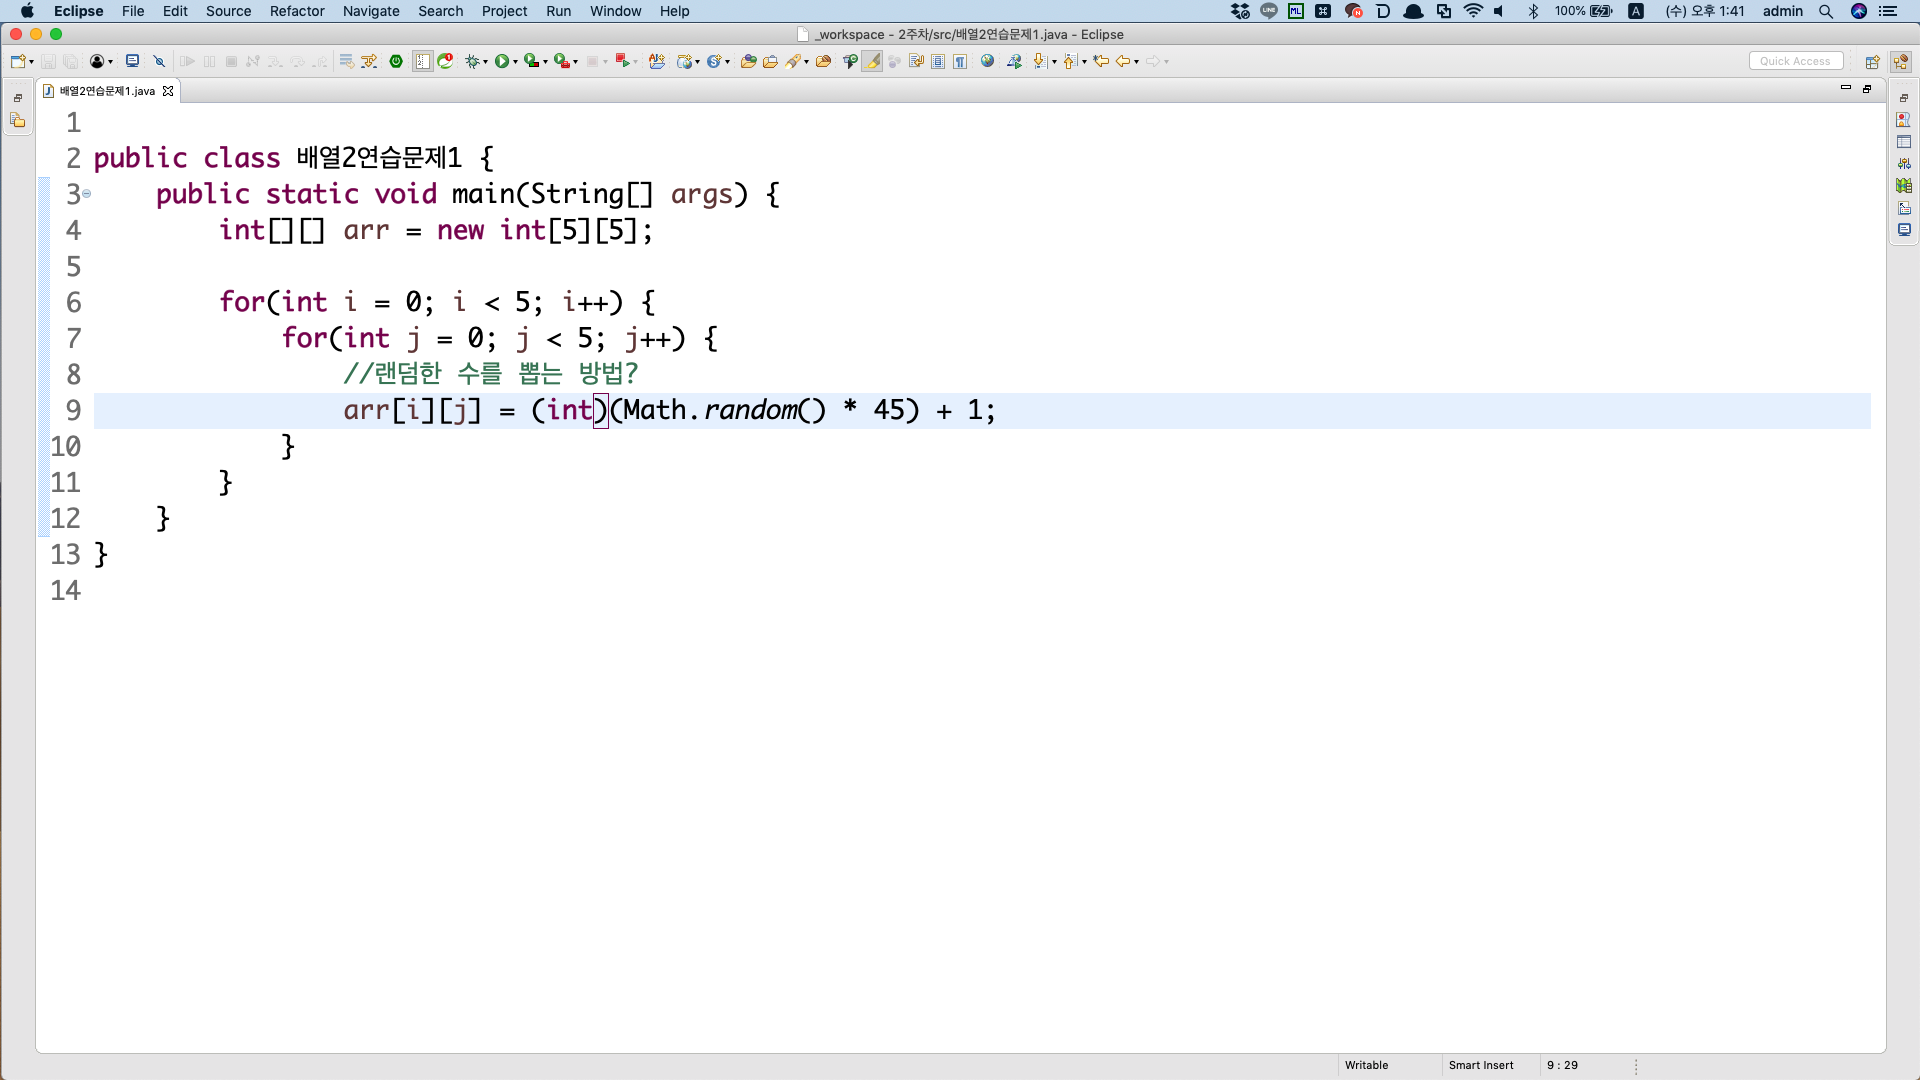 Eclipse File Edit Source Refactor Navigate Search Project Run Window Help
LINE ML N 100% A (수) 오후 1:41 admin
_workspace - 2주차/src/배열2연습문제1.java - Eclipse
Quick Access
배열2연습문제1.java
1
2 public class 배열2연습문제1 {
3 public static void main(String[] args) {
4 int[][] arr = new int[5][5];
5
6 for(int i = 0; i < 5; i++) {
7 for(int j = 0; j < 5; j++) {
8 //랜덤한 수를 뽑는 방법?
9 arr[i][j] = (int)(Math.random() * 45) + 1;
10 }
11 }
12 }
13 }
14
Writable Smart Insert 9 : 29